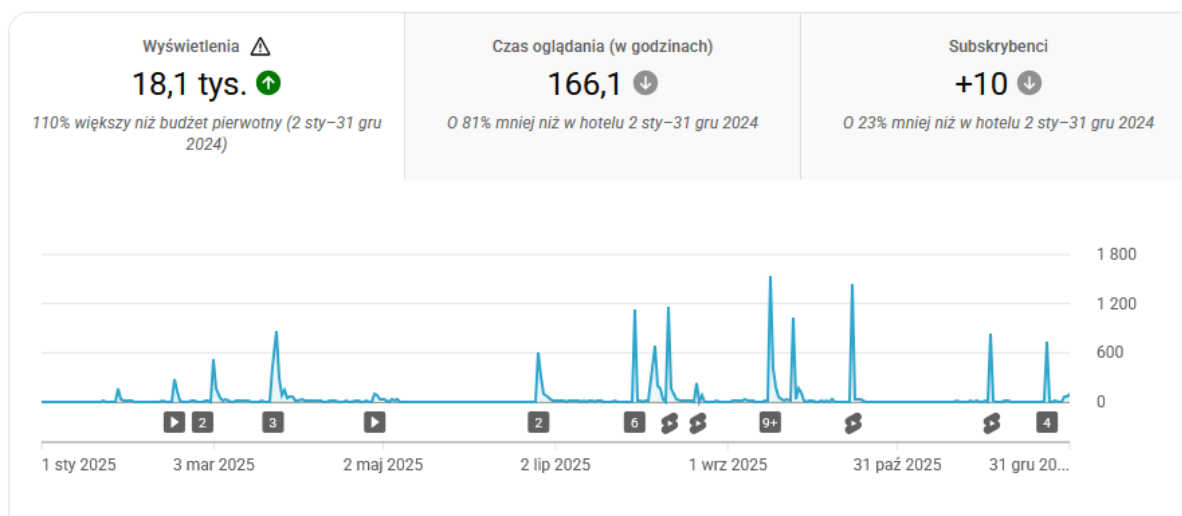 Wyświetlenia
18,1 tys.
110% większy niż budżet pierwotny (2 sty–31 gru
2024)
Czas oglądania (w godzinach)
166,1
O 81% mniej niż w hotelu 2 sty–31 gru 2024
Subskrybenci
+10
O 23% mniej niż w hotelu 2 sty–31 gru 2024
1 800
1 200
600
0
2
3
2
6
9+
4
1 sty 2025
3 mar 2025
2 maj 2025
2 lip 2025
1 wrz 2025
31 paź 2025
31 gru 20...